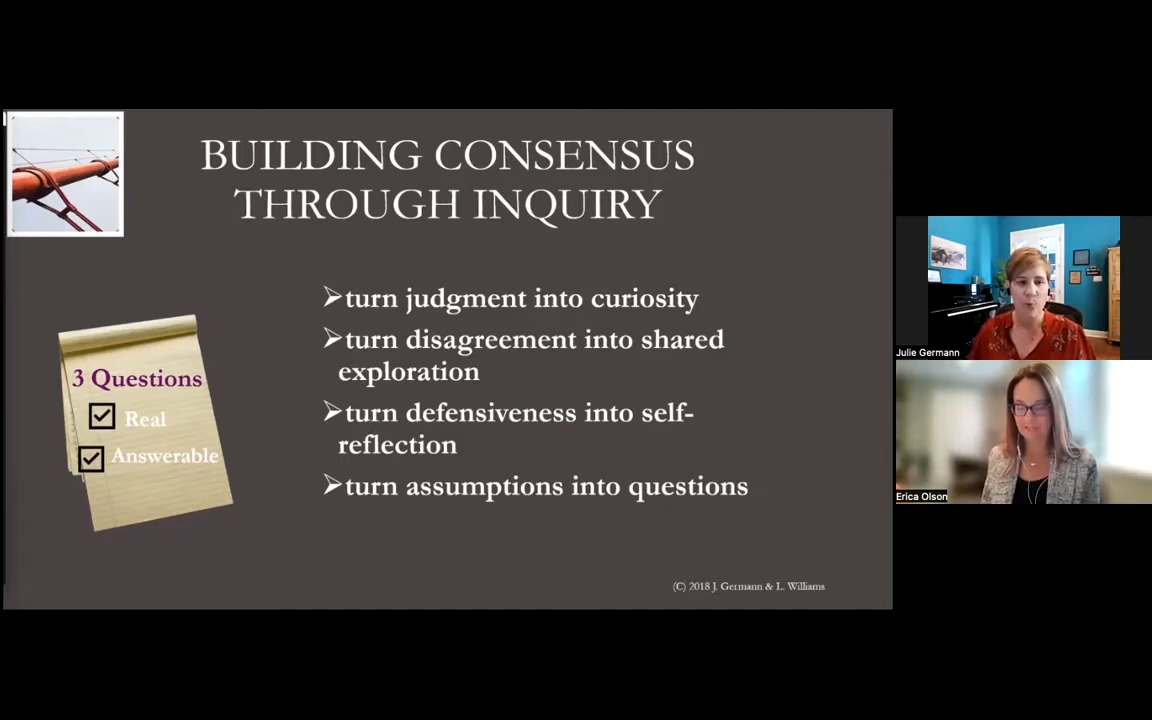 BUILDING CONSENSUS
THROUGH INQUIRY
➢turn judgment into curiosity
➢turn disagreement into shared
exploration
➢turn defensiveness into self-
reflection
➢turn assumptions into questions
3 Questions
Real
Answerable
(C) 2018 J. Germann & L. Williams
Julie Germann
Erica Olson